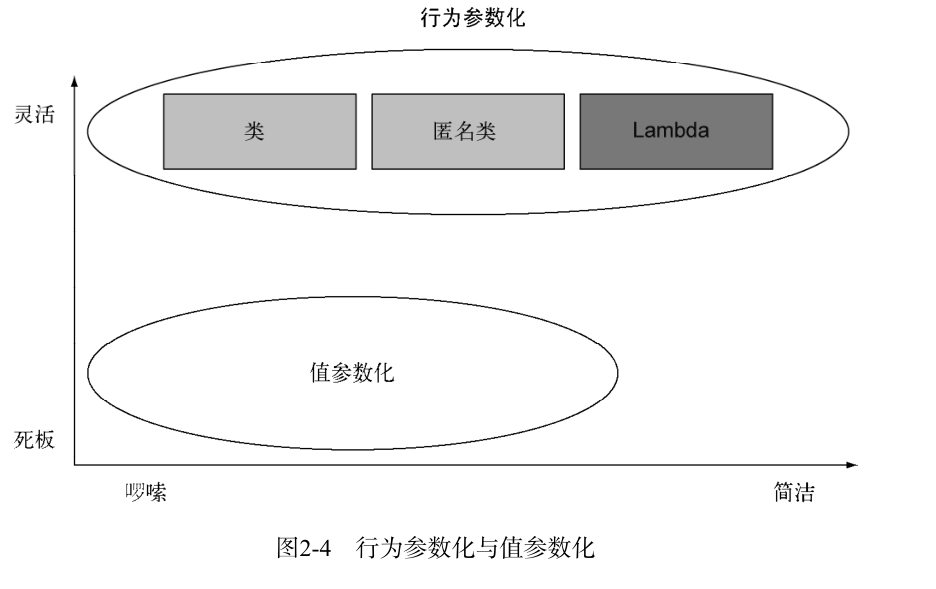 行为参数化
灵活
类
匿名类
Lambda
值参数化
死板
啰嗦
简洁
图2-4 行为参数化与值参数化